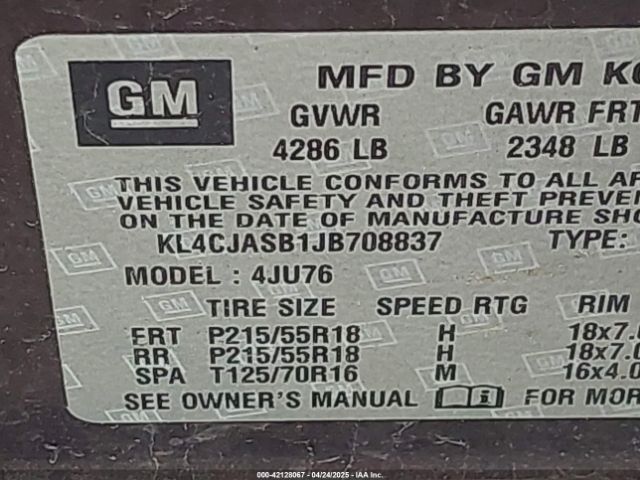 GM
MFD BY GM
GVWR GAWR FRT
4286 LB 2348 LB
THIS VEHICLE CONFORMS TO ALL
VEHICLE SAFETY AND THEFT
ON THE DATE OF MANUFACTURE
KL4CJASB1JB708837 TYPE:
MODEL : 4JU76
TIRE SIZE SPEED RTG RIM
FRT P215/55R18 H
RR P215/55R18 H
SPA T125/70R16 M
SEE OWNER'S MANUAL FOR
000-42128067 - 04/24/2025 - IAA Inc.